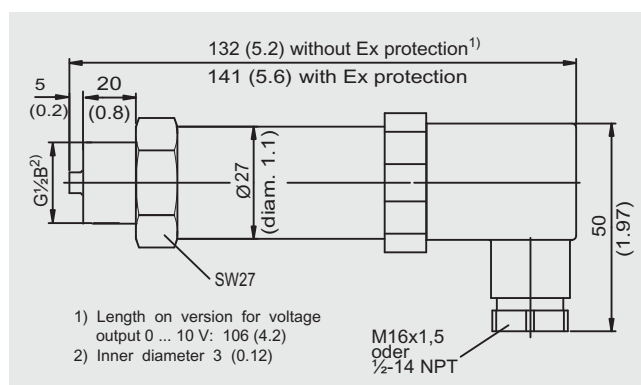 132 (5.2) without Ex protection1)
141 (5.6) with Ex protection
5
(0.2)
20
(0.8)
G½B2)
Ø27
(diam. 1.1)
50
(1.97)
SW27
1) Length on version for voltage
output 0 ... 10 V: 106 (4.2)
2) Inner diameter 3 (0.12)
M16x1,5
oder
½-14 NPT